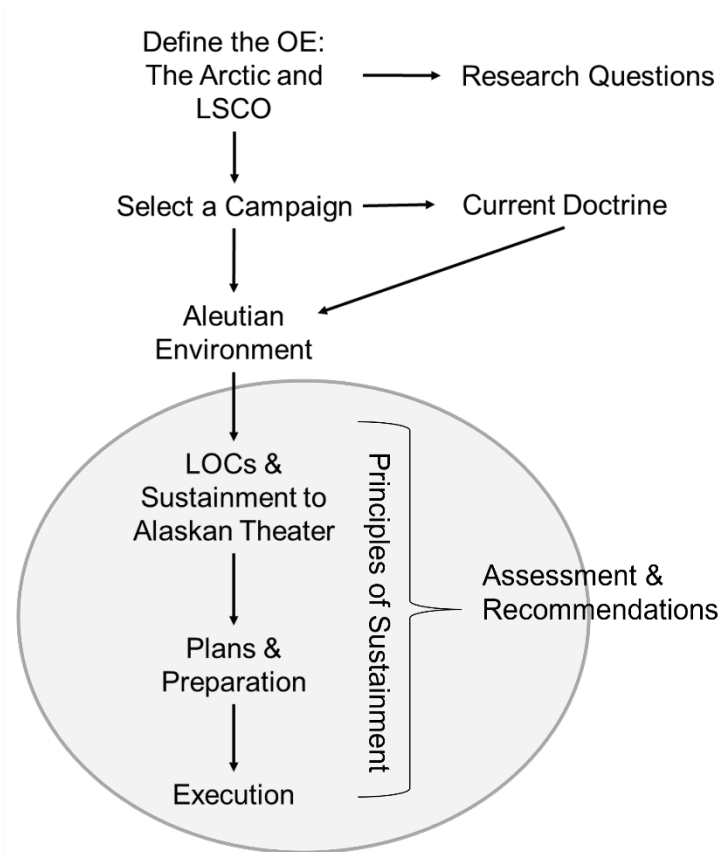 Define the OE:
The Arctic and
LSCO
Research Questions
Select a Campaign
Current Doctrine
Aleutian
Environment
LOCs &
Sustainment to
Alaskan Theater
Plans &
Preparation
Execution
Principles of Sustainment
Assessment &
Recommendations